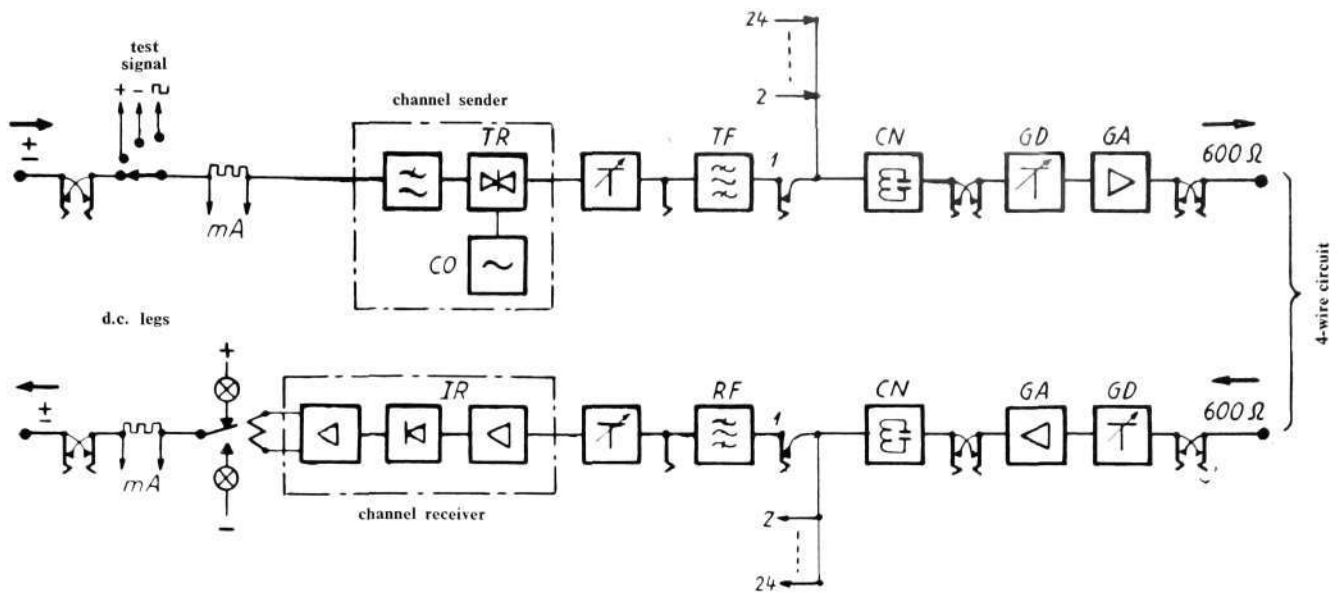 24
test
signal
+ −
2
channel sender
+
−
TR
TF
1
CN
GD
GA
600 Ω
mA
CO
~
4-wire circuit
d.c. legs
+
+
−
IR
RF
1
CN
GA
GD
600 Ω
mA
−
channel receiver
2
24